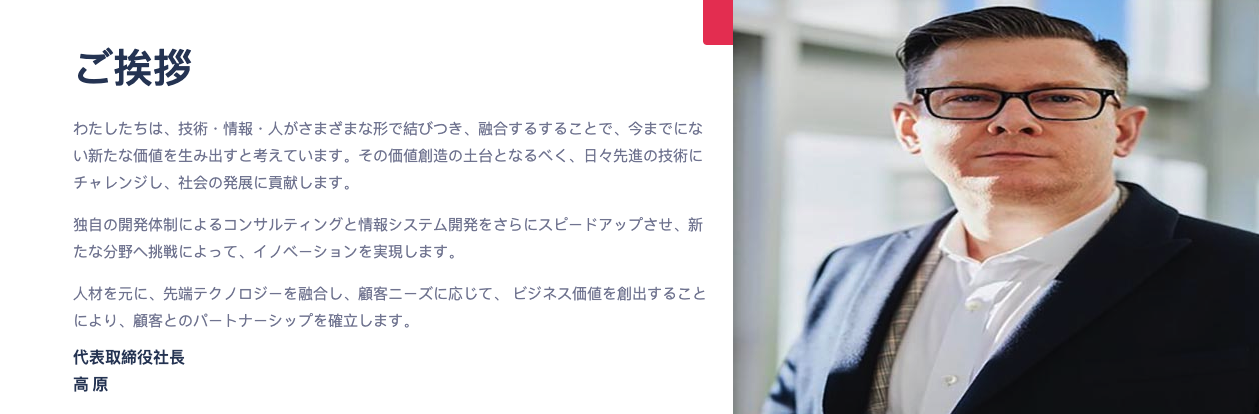 ご挨拶
わたしたちは、技術・情報・人がさまざまな形で結びつき、融合するすることで、今までにな
い新たな価値を生み出すと考えています。その価値創造の土台となるべく、日々先進の技術に
チャレンジし、社会の発展に貢献します。
独自の開発体制によるコンサルティングと情報システム開発をさらにスピードアップさせ、新
たな分野へ挑戦によって、イノベーションを実現します。
人材を元に、先端テクノロジーを融合し、顧客ニーズに応じて、 ビジネス価値を創出すること
により、顧客とのパートナーシップを確立します。
代表取締役社長
高 原